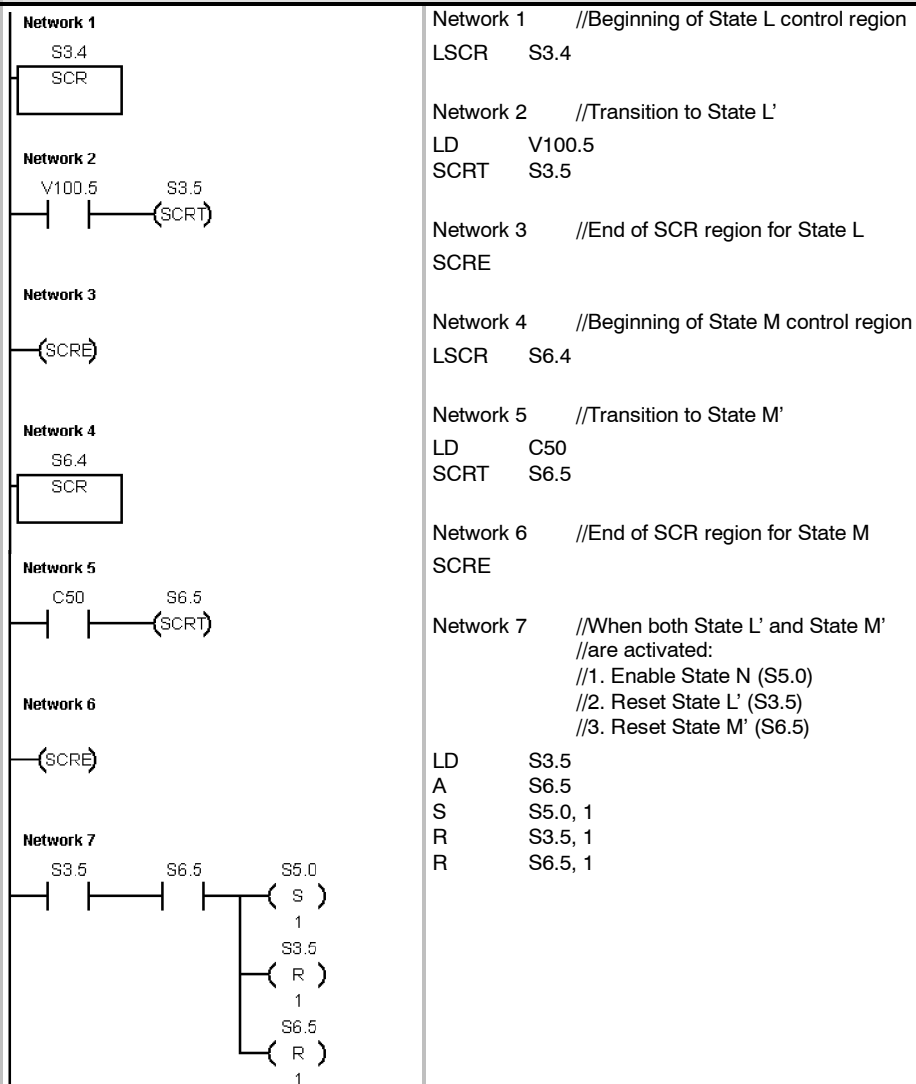 Network 1
S3.4
SCR
Network 2
V100.5 S3.5
(SCRT)
Network 3
(SCRE)
Network 4
S6.4
SCR
Network 5
C50 S6.5
(SCRT)
Network 6
(SCRE)
Network 7
S3.5 S6.5 S5.0
( S )
1
S3.5
( R )
1
S6.5
( R )
1
Network 1 //Beginning of State L control region
LSCR S3.4
Network 2 //Transition to State L’
LD V100.5
SCRT S3.5
Network 3 //End of SCR region for State L
SCRE
Network 4 //Beginning of State M control region
LSCR S6.4
Network 5 //Transition to State M’
LD C50
SCRT S6.5
Network 6 //End of SCR region for State M
SCRE
Network 7 //When both State L’ and State M’
//are activated:
//1. Enable State N (S5.0)
//2. Reset State L’ (S3.5)
//3. Reset State M’ (S6.5)
LD S3.5
A S6.5
S S5.0, 1
R S3.5, 1
R S6.5, 1